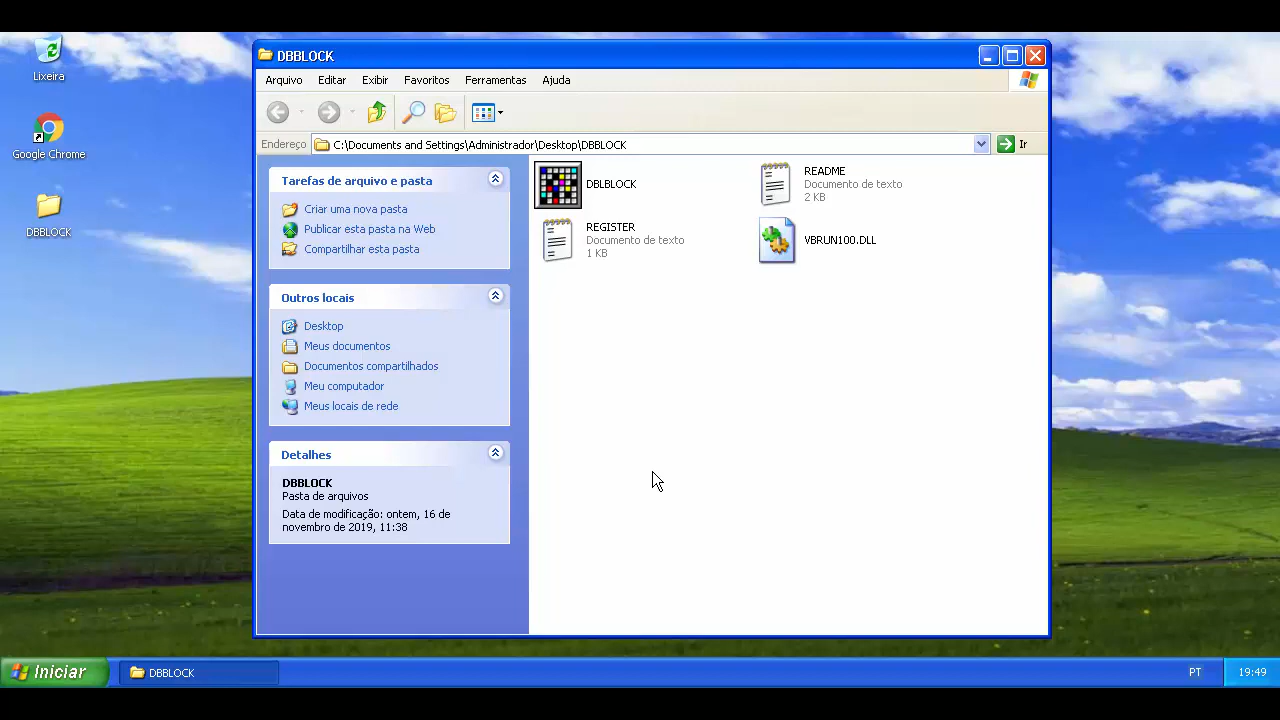 Lixeira
Google Chrome
DBBLOCK
DBBLOCK
Arquivo Editar Exibir Favoritos Ferramentas Ajuda
Endereço C:\Documents and Settings\Administrador\Desktop\DBBLOCK Ir
Tarefas de arquivo e pasta
Criar uma nova pasta
Publicar esta pasta na Web
Compartilhar esta pasta
Outros locais
Desktop
Meus documentos
Documentos compartilhados
Meu computador
Meus locais de rede
Detalhes
DBBLOCK
Pasta de arquivos
Data de modificação: ontem, 16 de
novembro de 2019, 11:38
DBLBLOCK
README
Documento de texto
2 KB
REGISTER
Documento de texto
1 KB
VBRUN100.DLL
Iniciar
DBBLOCK
PT
19:49